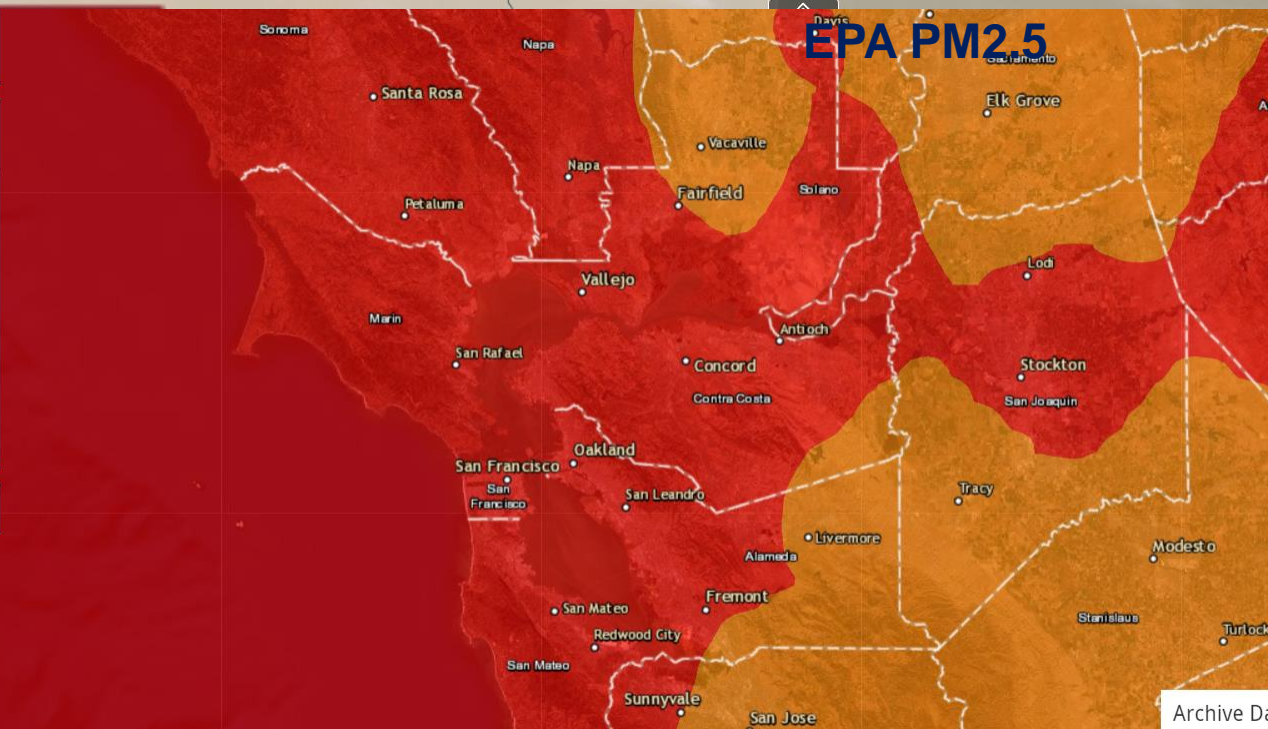 Davis
EPA PM2.5
Sonoma
Napa
Sacramento
Santa Rosa
Elk Grove
A
Vacaville
Napa
Solano
Fairfield
Petaluma
Lodi
Vallejo
Marin
Antioch
San Rafael
Concord
Stockton
Contra Costa
San Joaquin
Oakland
San Francisco
San
Francisco
San Leandro
Tracy
Livermore
Modesto
Alameda
Fremont
San Mateo
Stanislaus
Redwood City
Turlock
San Mateo
Sunnyvale
San Jose
Archive Da